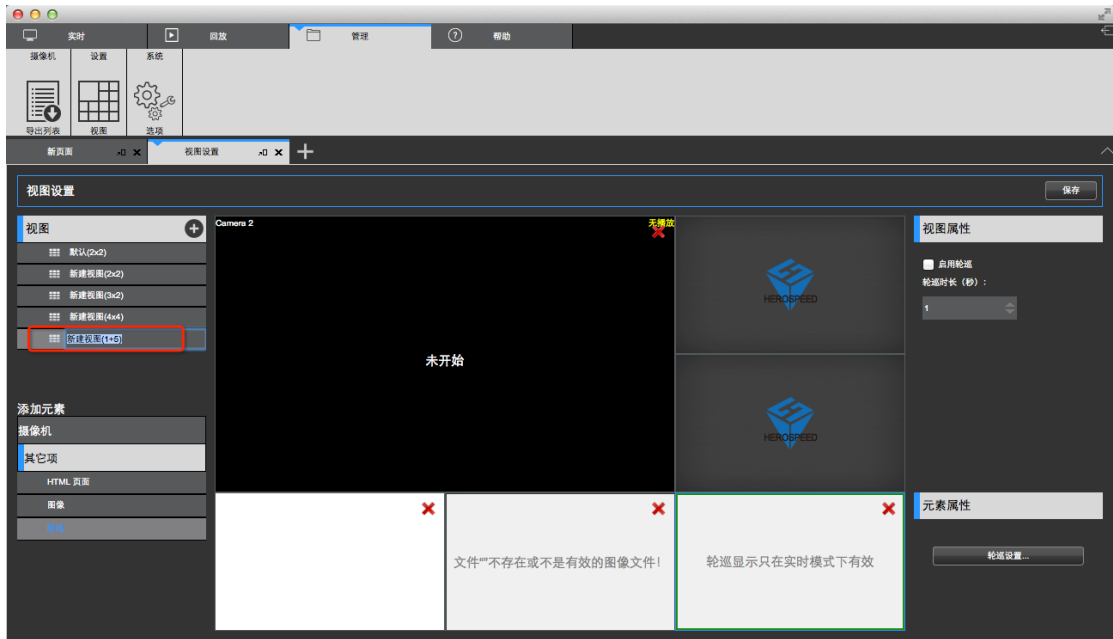 实时
回放
管理
帮助
摄像机
设置
系统
导出列表
视图
选项
新页面
视图设置
视图设置
保存
视图
默认(2x2)
新建视图(2x2)
新建视图(3x2)
新建视图(4x4)
新建视图(1+5)
添加元素
摄像机
其它项
HTML 页面
图像
轮巡
Camera 2
无播放
未开始
HEROSPEED
HEROSPEED
文件""不存在或不是有效的图像文件!
轮巡显示只在实时模式下有效
视图属性
启用轮巡
轮巡时长（秒）:
1
元素属性
轮巡设置...